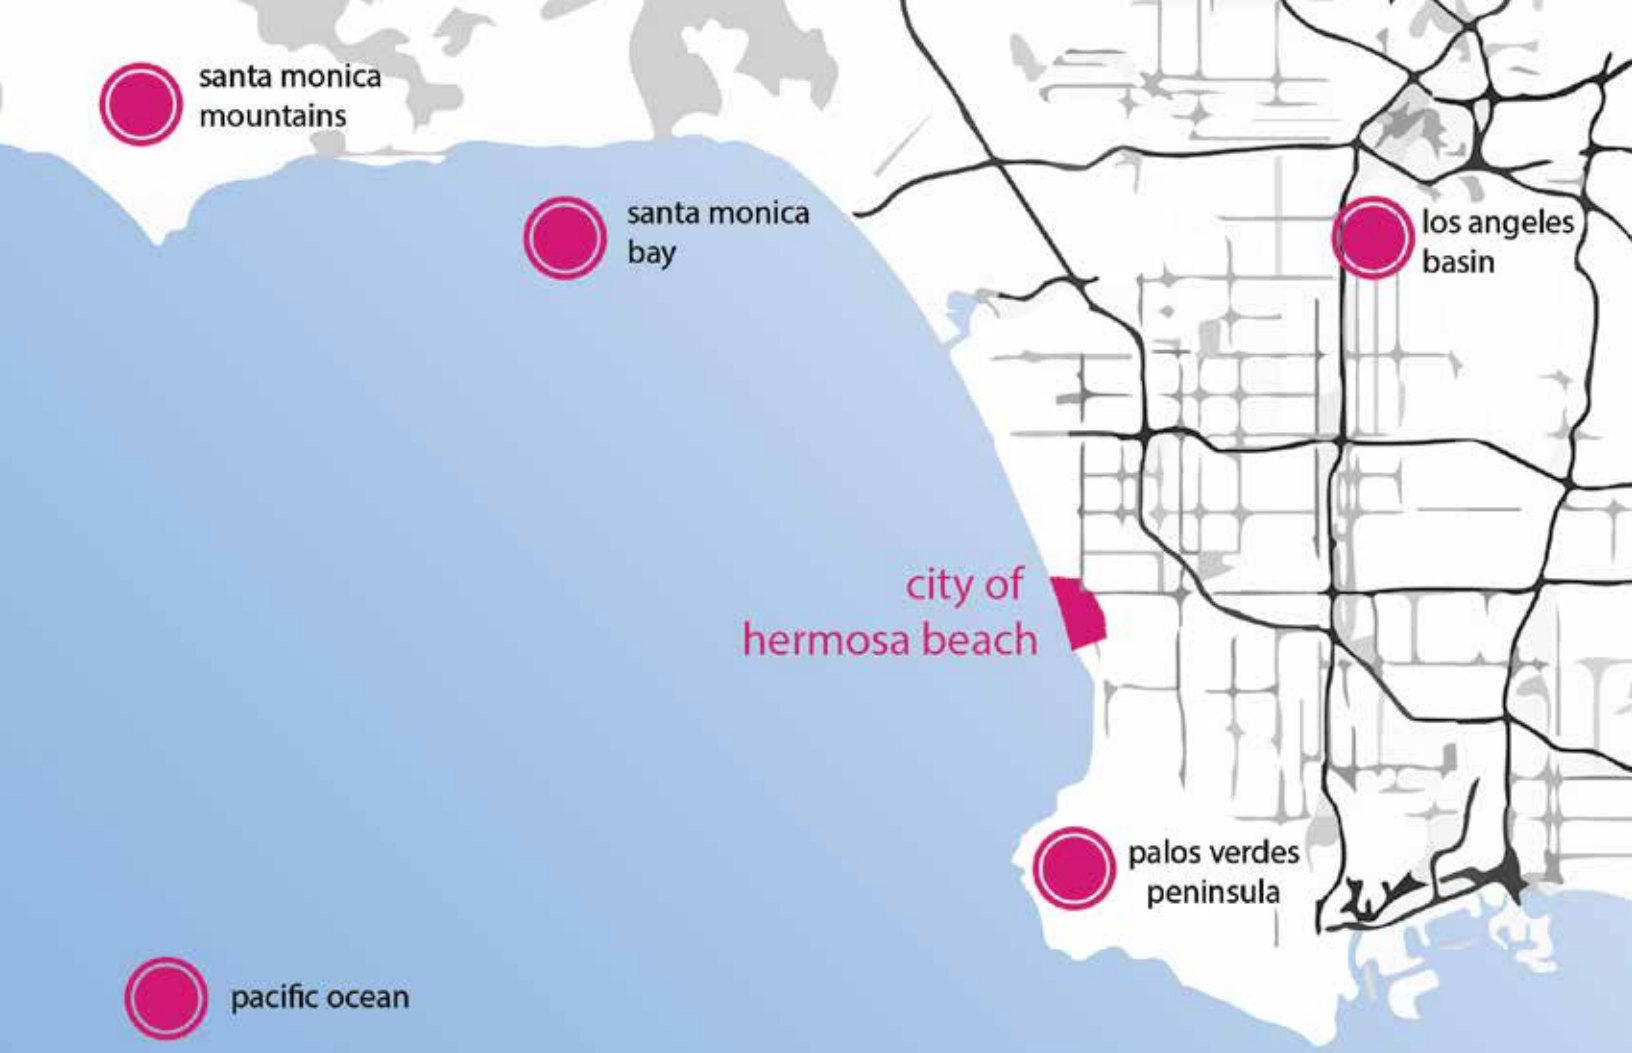 santa monica
mountains
santa monica
bay
los angeles
basin
city of
hermosa beach
palos verdes
peninsula
pacific ocean